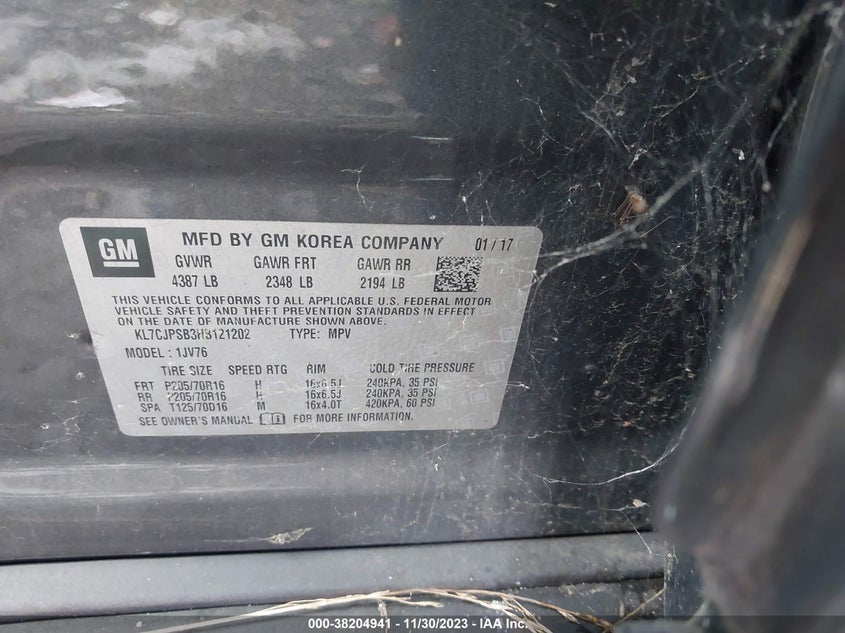 GM MFD BY GM KOREA COMPANY 01/17
GVWR GAWR FRT GAWR RR
4387 LB 2348 LB 2194 LB
THIS VEHICLE CONFORMS TO ALL APPLICABLE U.S. FEDERAL MOTOR
VEHICLE SAFETY AND THEFT PREVENTION STANDARDS IN EFFECT ON
DATE OF MANUFACTURE SHOWN ABOVE.
KL7CJPSB3HB121202 TYPE: MPV
MODEL: 1JV76
TIRE SIZE SPEED RTG RIM COLD TIRE PRESSURE
FRT P205/70R16 H 16x6.5J 240KPA, 35 PSI
RR P205/70R16 H 16x6.5J 240KPA, 35 PSI
SPA T125/70D16 M 16x4.0T 420KPA, 60 PSI
SEE OWNER'S MANUAL FOR MORE INFORMATION.
000-38204941 - 11/30/2023 - IAA Inc.